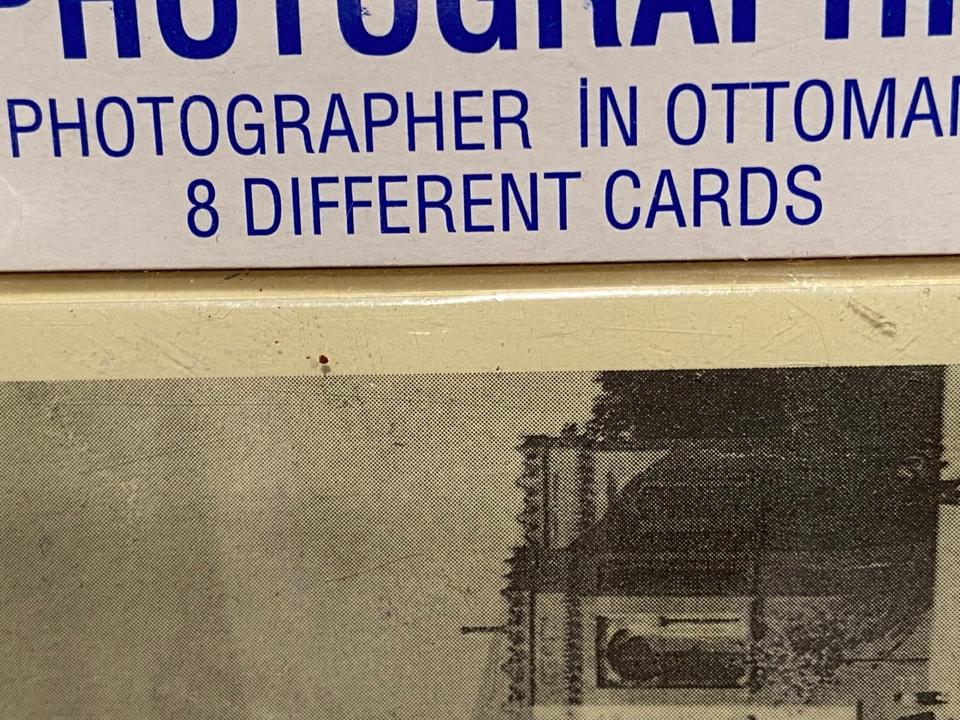 PHOTOGRAPHER İN OTTOMAN
8 DIFFERENT CARDS